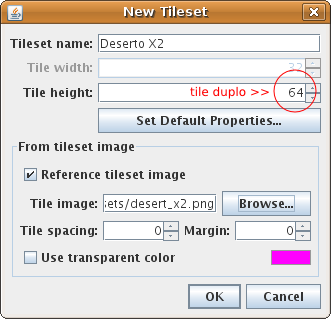 New Tileset
Tileset name: Deserto X2
Tile width: 32
Tile height: tile duplo >> 64
Set Default Properties...
From tileset image
Reference tileset image
Tile image: sets/desert_x2.png Browse...
Tile spacing: 0 Margin: 0
Use transparent color
OK Cancel